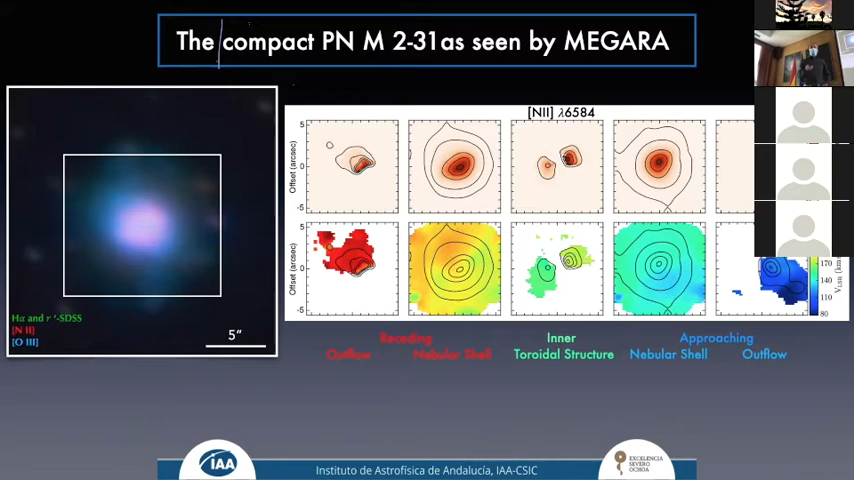 The compact PN M 2-31as seen by MEGARA
[NII] λ6584
5
0
-5
Offset (arcsec)
5
0
-5
Offset (arcsec)
170
140
110
80
Hα and r'-SDSS
[N II]
[O III]
5"
Receding
Inner
Approaching
Outflow
Nebular Shell
Toroidal Structure
Nebular Shell
Outflow
IAA
Instituto de Astrofísica de Andalucía, IAA-CSIC
EXCELENCIA
SEVERO
OCHOA